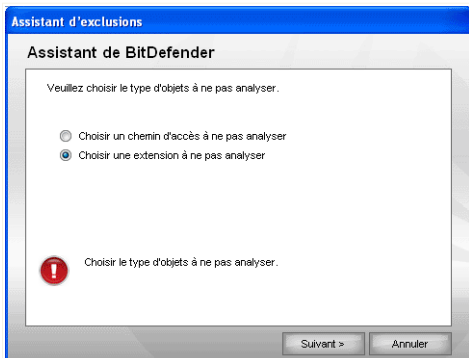 Assistant d'exclusions
Assistant de BitDefender
Veuillez choisir le type d'objets à ne pas analyser.
Choisir un chemin d'accès à ne pas analyser
Choisir une extension à ne pas analyser
Choisir le type d'objets à ne pas analyser.
Suivant >
Annuler